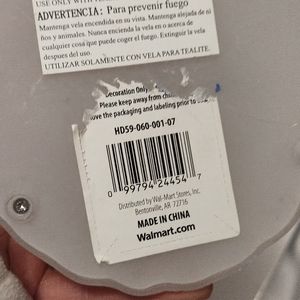 USE ONLY WITH
ADVERTENCIA: Para prevenir fuego
Mantenga vela encendida en su vista. Mantenga alejada de ni
ños y animales. Nunca encienda la vela en o acerca de
cualquier cosa que puede coger el fuego. Extinguir la vela
despues del uso.
UTILIZAR SOLAMENTE CON VELA PARA TEALITE.
Decoration Only
Please keep away from
ve the packaging and labeling prior to
HD59-060-001-07
0 99794 24454 7
Distributed by Wal-Mart Stores, Inc.
Bentonville, AR 72716
MADE IN CHINA
Walmart.com